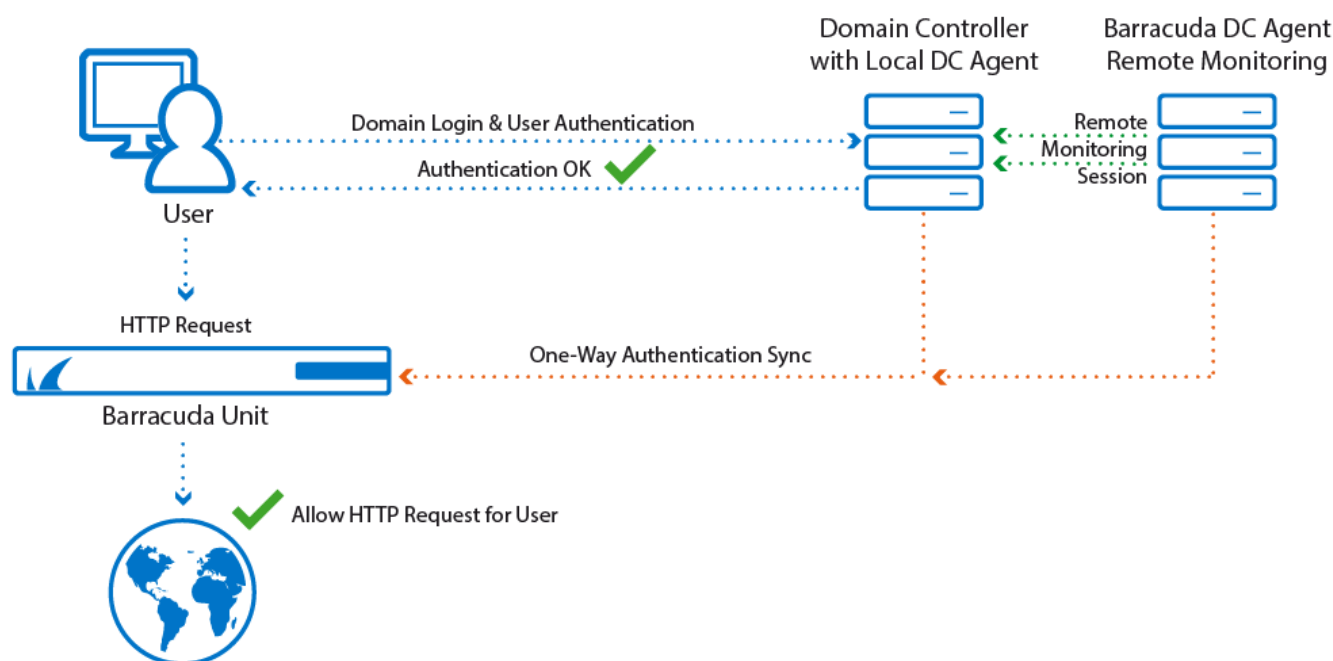 Domain Controller
with Local DC Agent
Barracuda DC Agent
Remote Monitoring
Domain Login & User Authentication
Authentication OK
Remote
Monitoring
Session
User
HTTP Request
One-Way Authentication Sync
Barracuda Unit
Allow HTTP Request for User